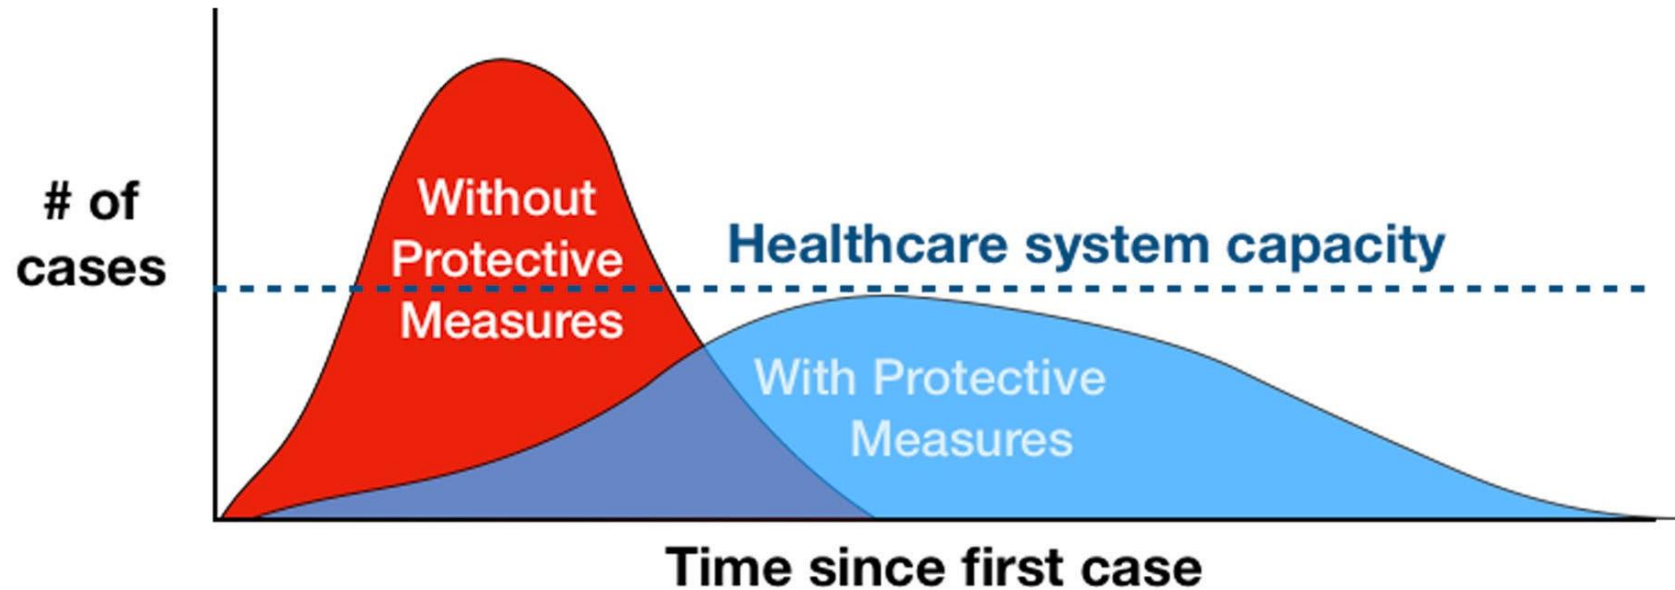 # of
cases
Without
Protective
Measures
Healthcare system capacity
With Protective
Measures
Time since first case